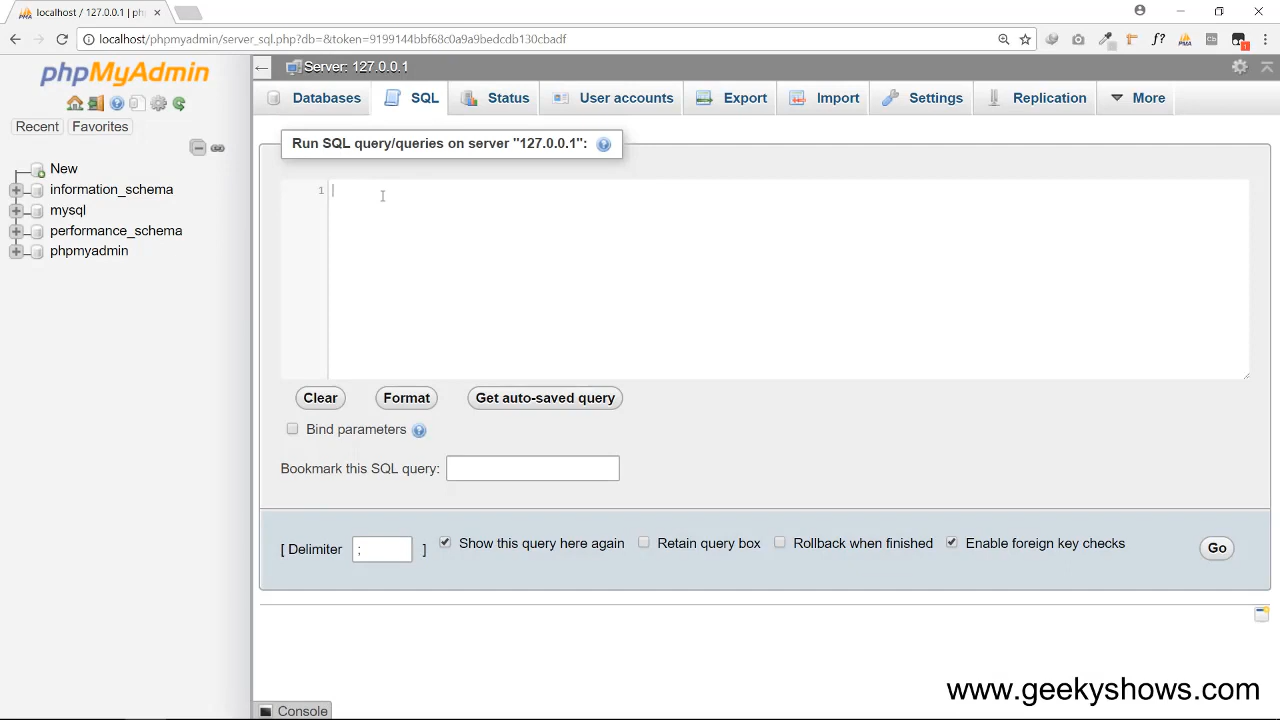 localhost / 127.0.0.1 | ph
localhost/phpmyadmin/server_sql.php?db=&token=9199144bbf68c0a9a9bedcdb130cbadf
phpMyAdmin
Server: 127.0.0.1
Databases SQL Status User accounts Export Import Settings Replication More
Recent Favorites
Run SQL query/queries on server "127.0.0.1":
New
information_schema
mysql
performance_schema
phpmyadmin
1
Clear Format Get auto-saved query
Bind parameters
Bookmark this SQL query:
[ Delimiter ; ] Show this query here again Retain query box Rollback when finished Enable foreign key checks Go
www.geekyshows.com
Console